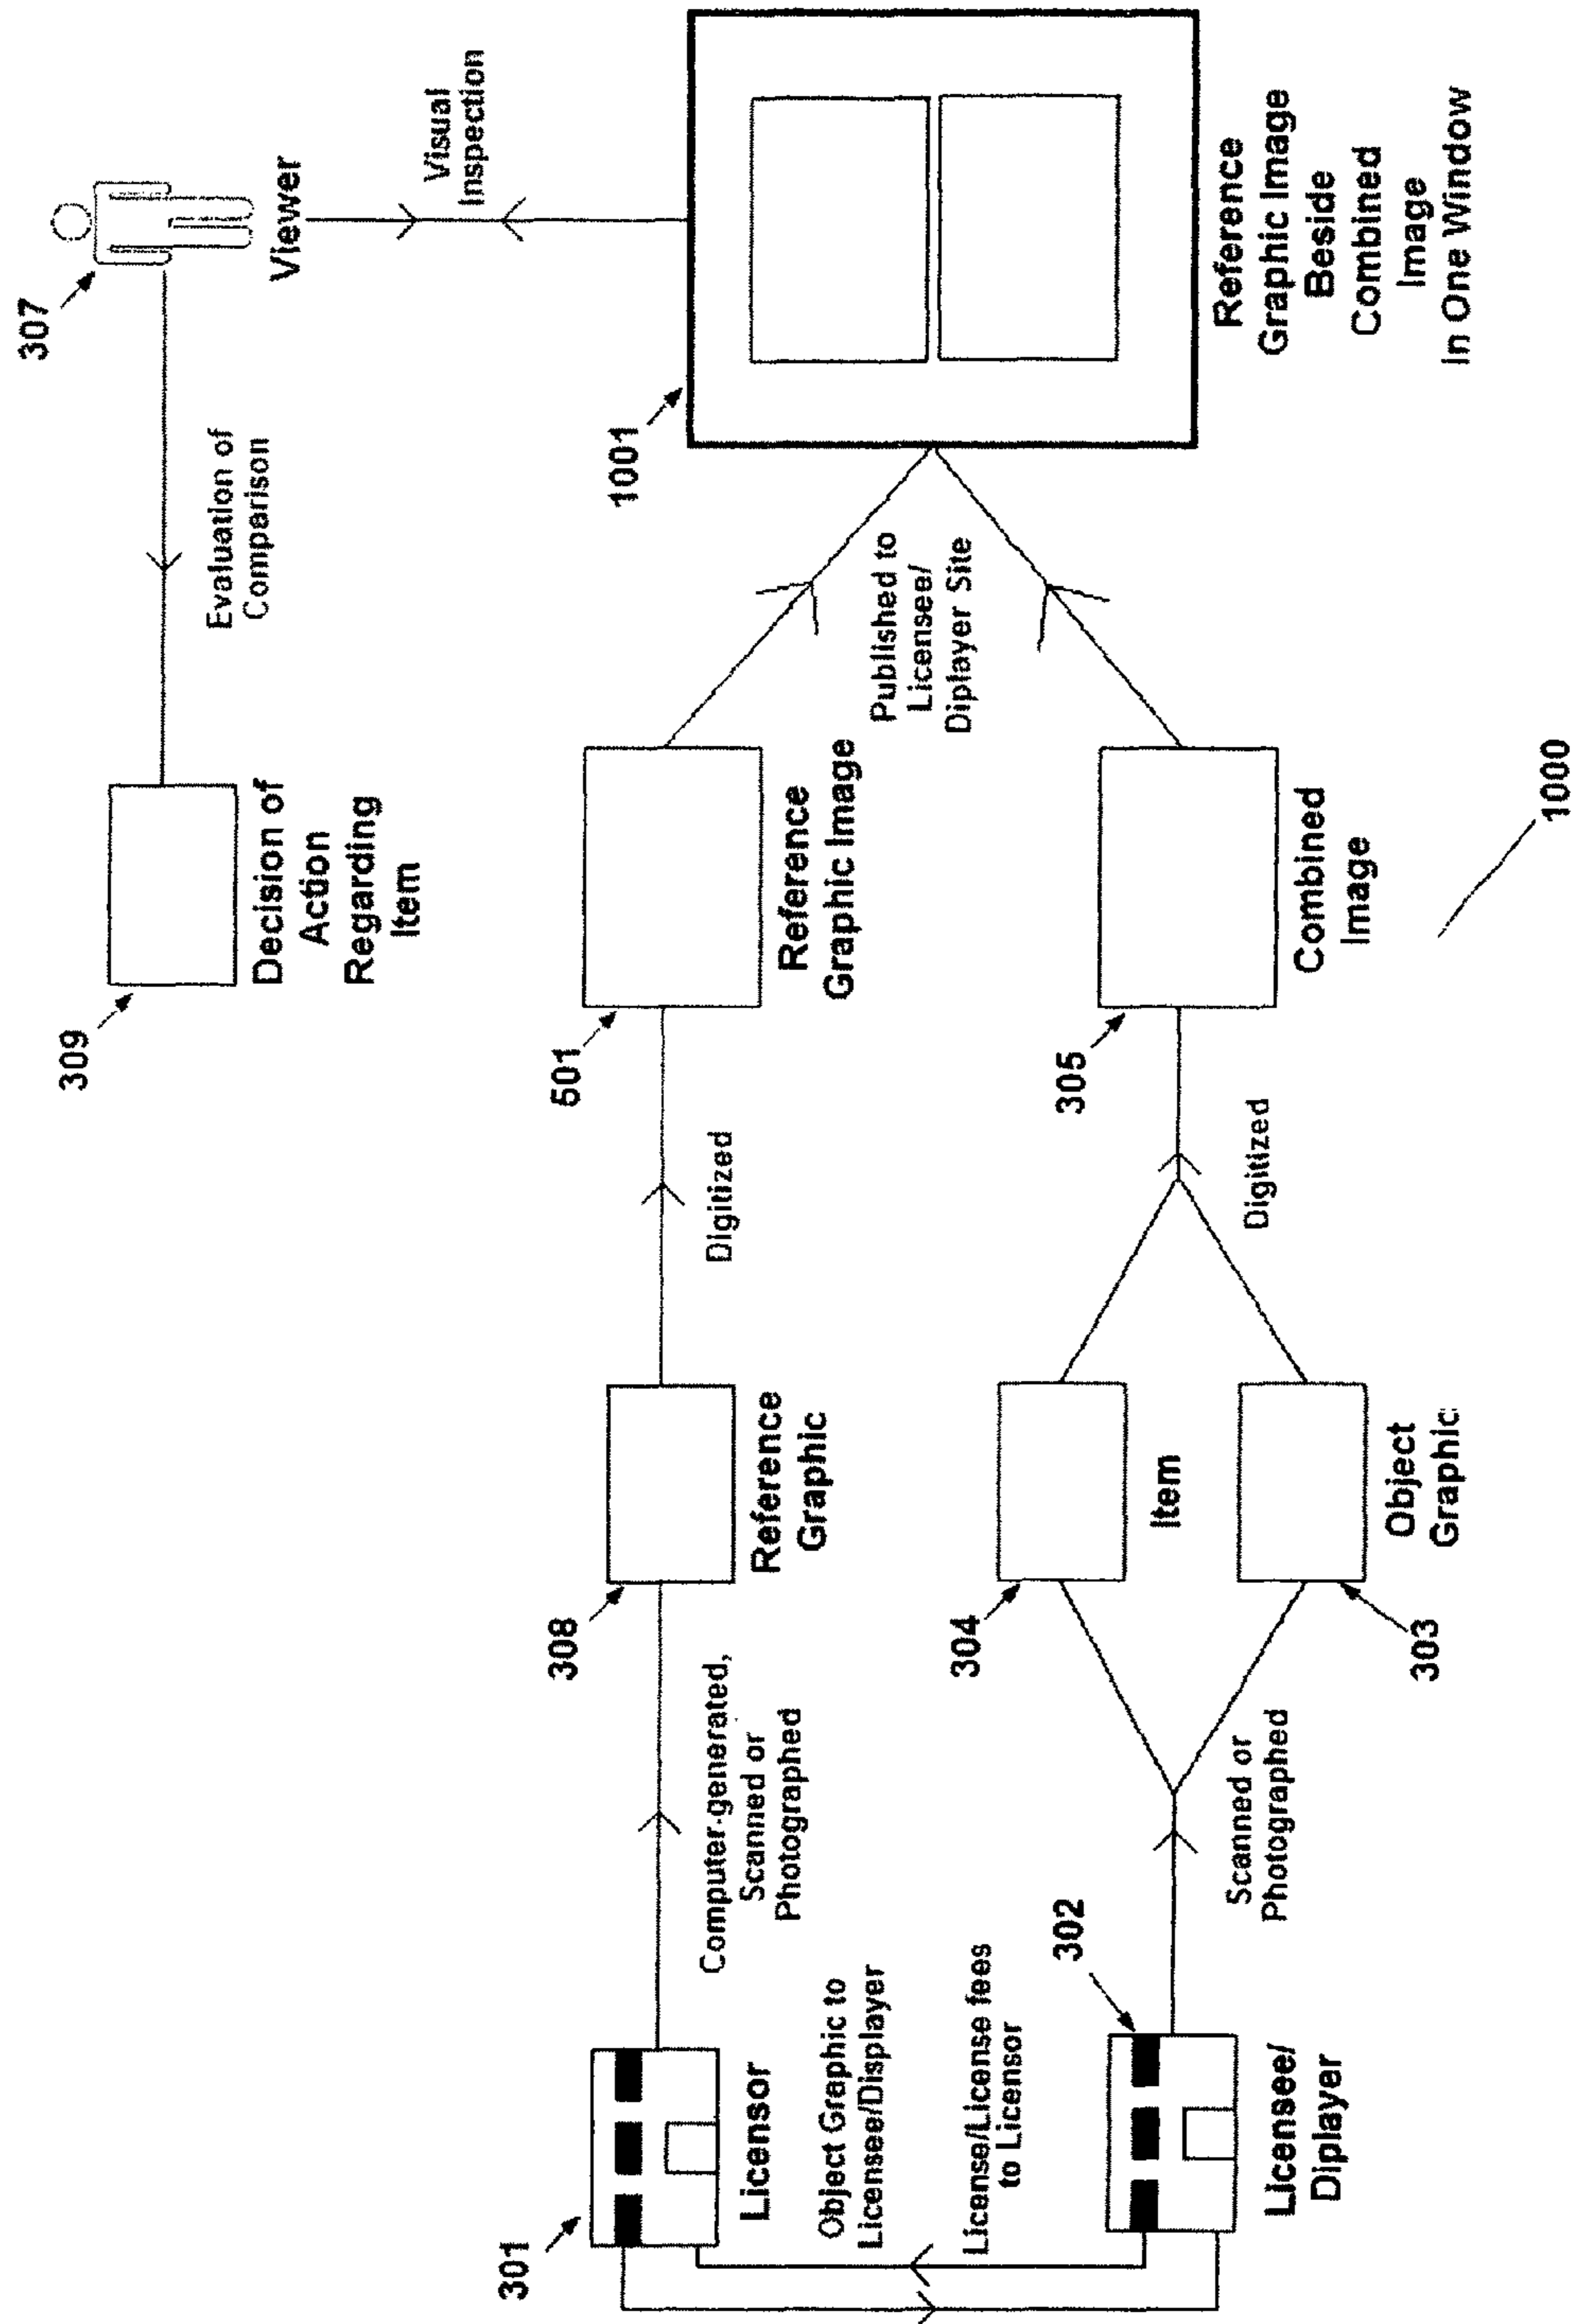 307
Viewer
Visual
Inspection
Evaluation of
Comparison
309
Decision of
Action
Regarding
Item
301
Licensor
Object Graphic to
Licensee/Displayer
License/License fees
to Licensor
302
Licensee/
Diplayer
Computer-generated,
Scanned or
Photographed
308
Reference
Graphic
Digitized
501
Reference
Graphic Image
Scanned or
Photographed
304
Item
Object
Graphic
303
Digitized
305
Combined
Image
Published to
Licensee/
Diplayer Site
1001
Reference
Graphic Image
Beside
Combined
Image
in One Window
1000